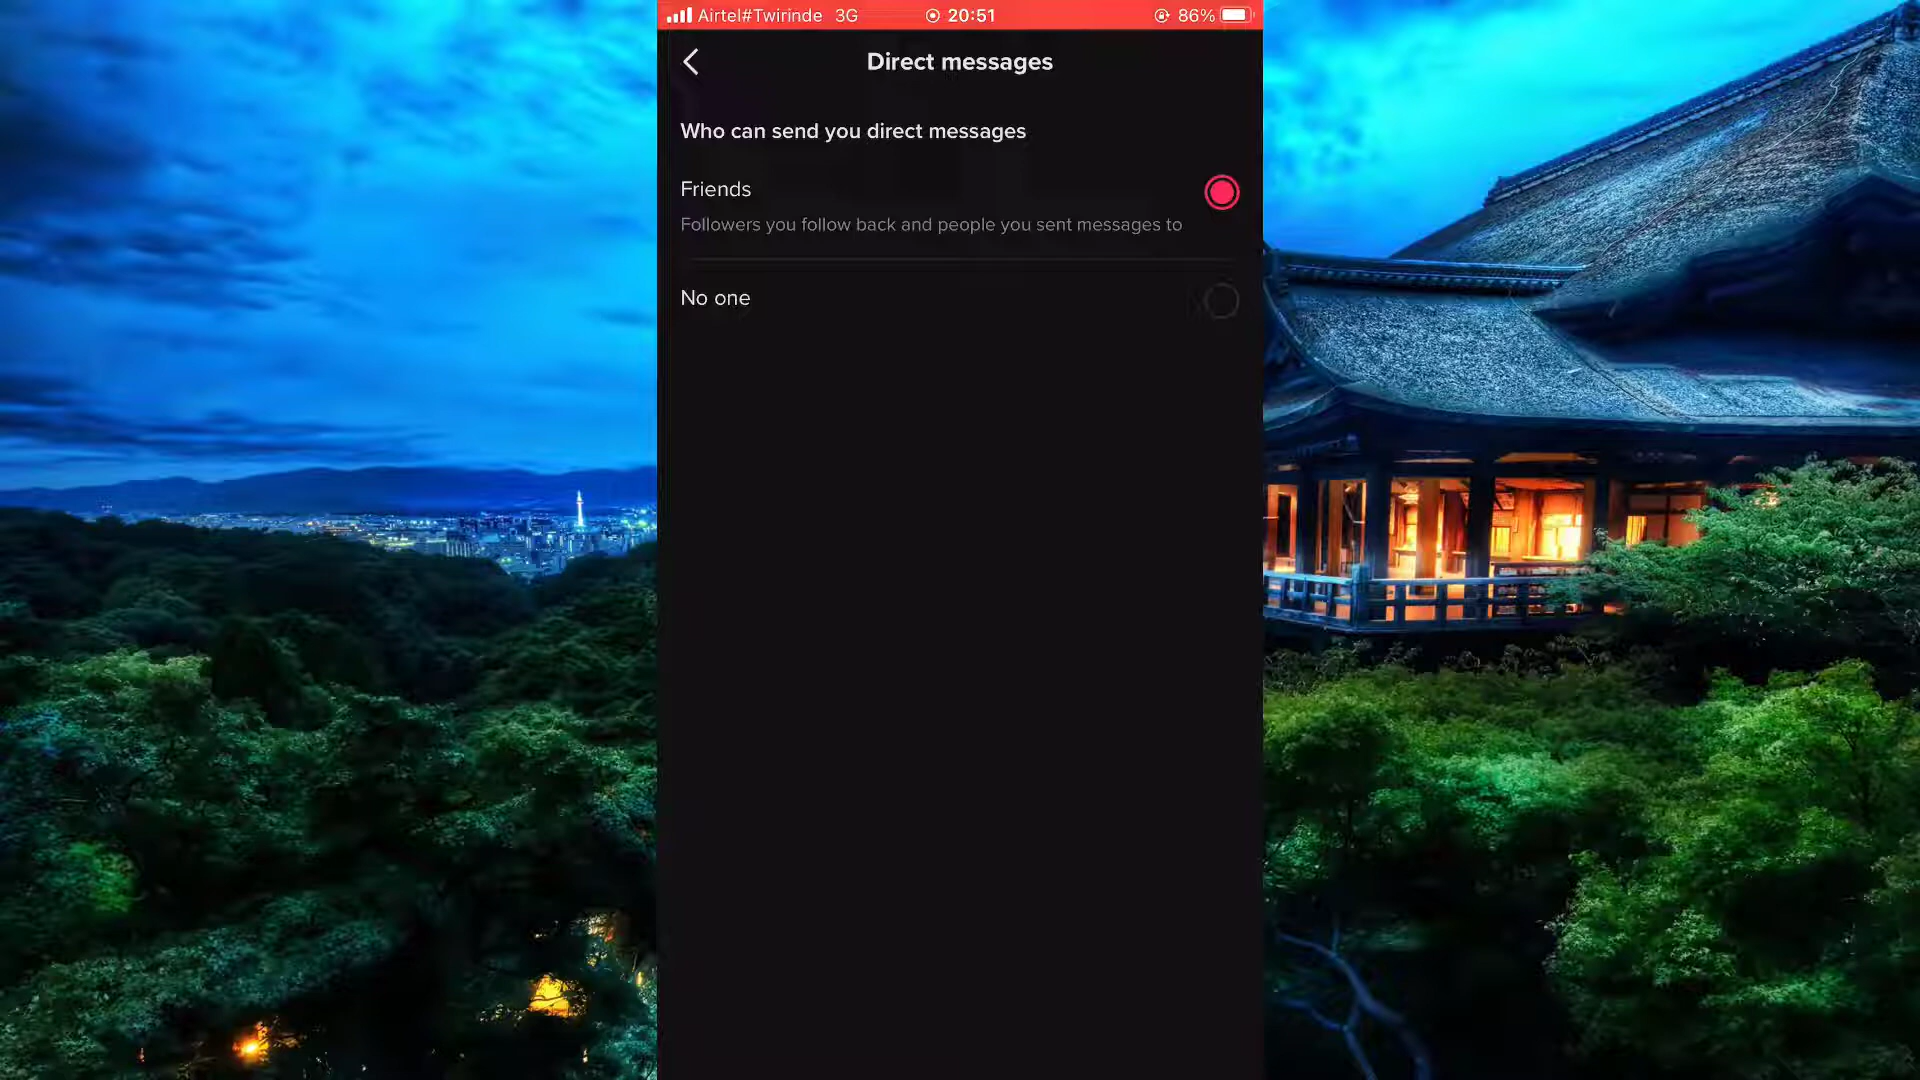 Airtel#Twirinde 3G 20:51 86%
Direct messages
Who can send you direct messages
Friends
Followers you follow back and people you sent messages to
No one